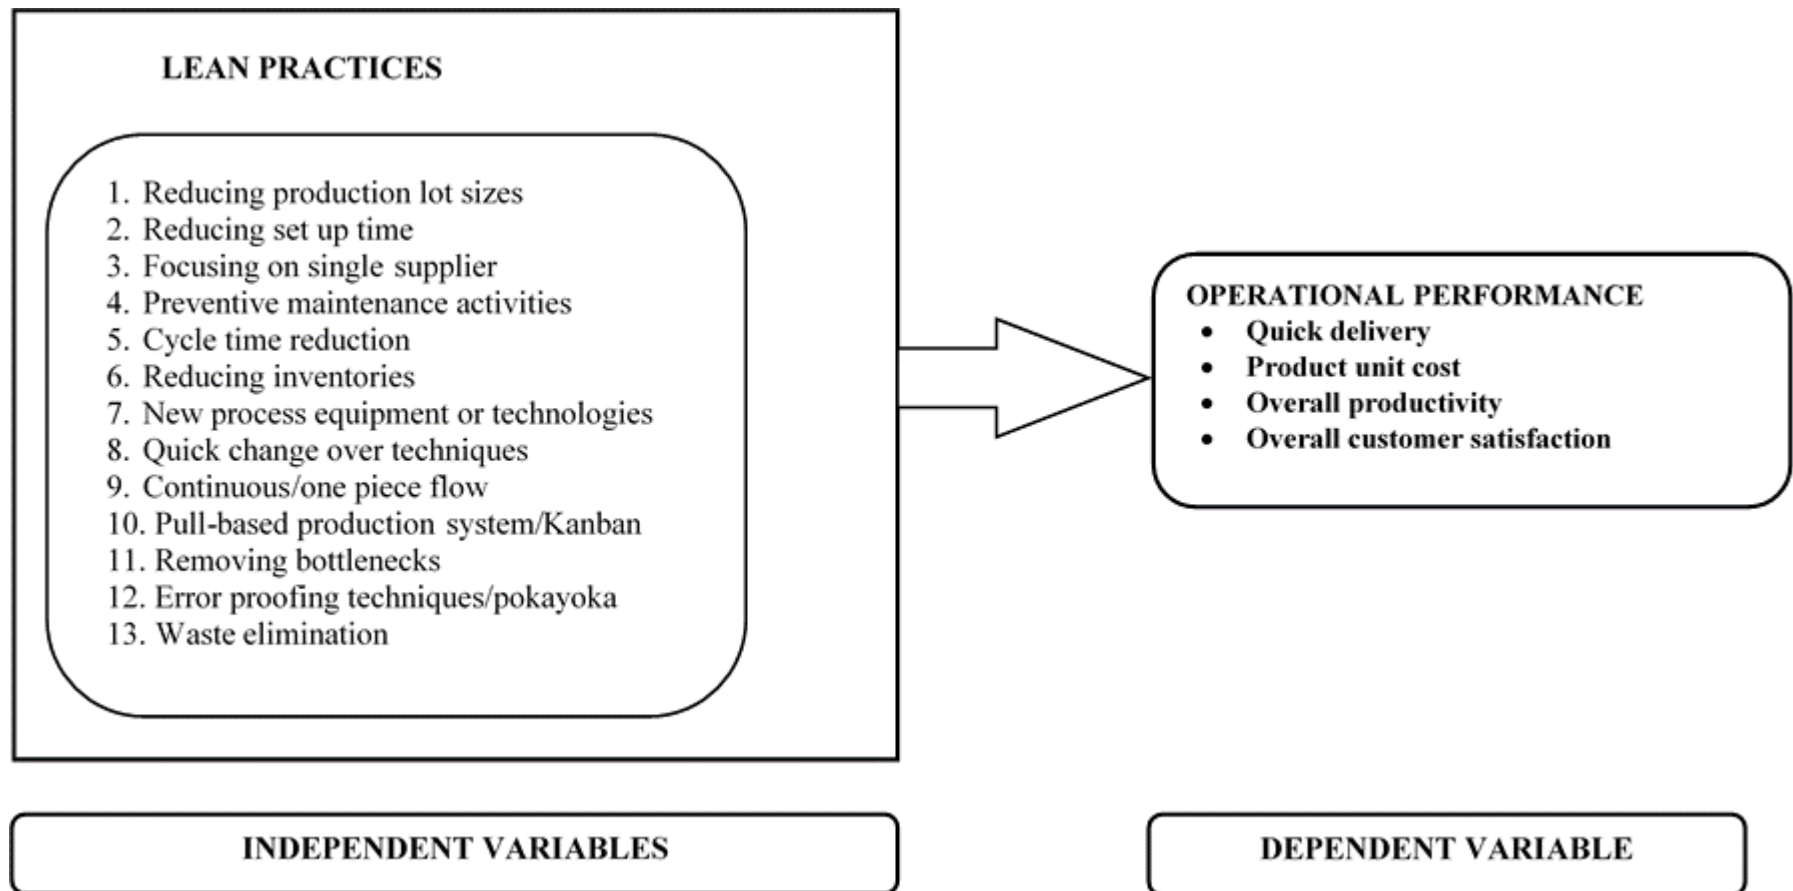 LEAN PRACTICES
1. Reducing production lot sizes
2. Reducing set up time
3. Focusing on single supplier
4. Preventive maintenance activities
5. Cycle time reduction
6. Reducing inventories
7. New process equipment or technologies
8. Quick change over techniques
9. Continuous/one piece flow
10. Pull-based production system/Kanban
11. Removing bottlenecks
12. Error proofing techniques/pokayoka
13. Waste elimination
OPERATIONAL PERFORMANCE
• Quick delivery
• Product unit cost
• Overall productivity
• Overall customer satisfaction
INDEPENDENT VARIABLES
DEPENDENT VARIABLE